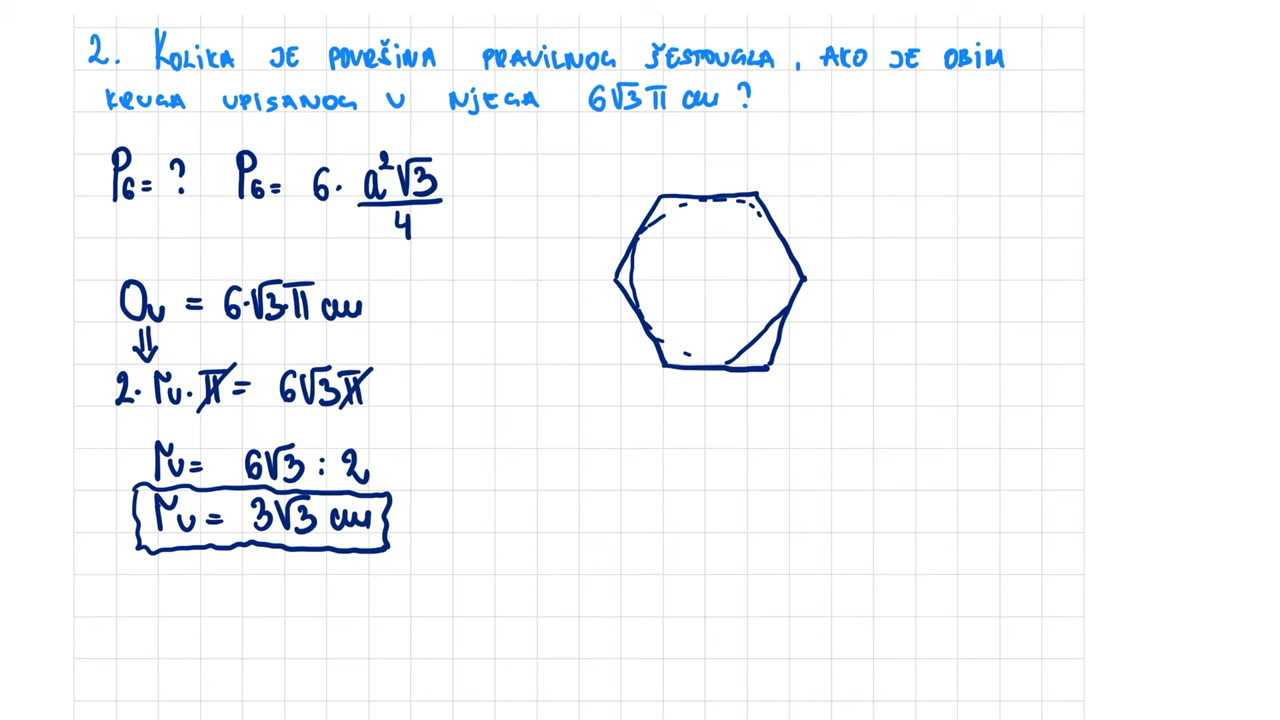 2. KOLIKA JE POVRŠINA PRAVILNOG ŠESTOUGLA, AKO JE OBIM
KRUGA UPISANOG U NJEGA 6√3π cm?
P₆ = ? P₆ = 6 · a²√3/4
Oᵤ = 6·√3·π cm
⇓
2 · rᵤ · π = 6√3π
rᵤ = 6√3 : 2
rᵤ = 3√3 cm